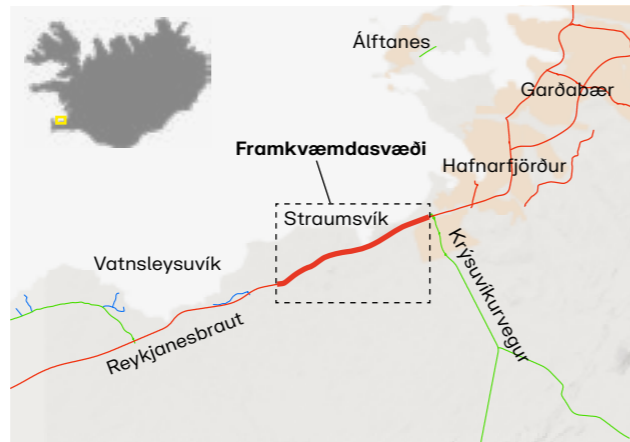 Álftanes
Garðabær
Framkvæmdasvæði
Hafnarfjörður
Straumsvík
Krýsuvíkurvegur
Vatnsleysuvík
Reykjanesbraut